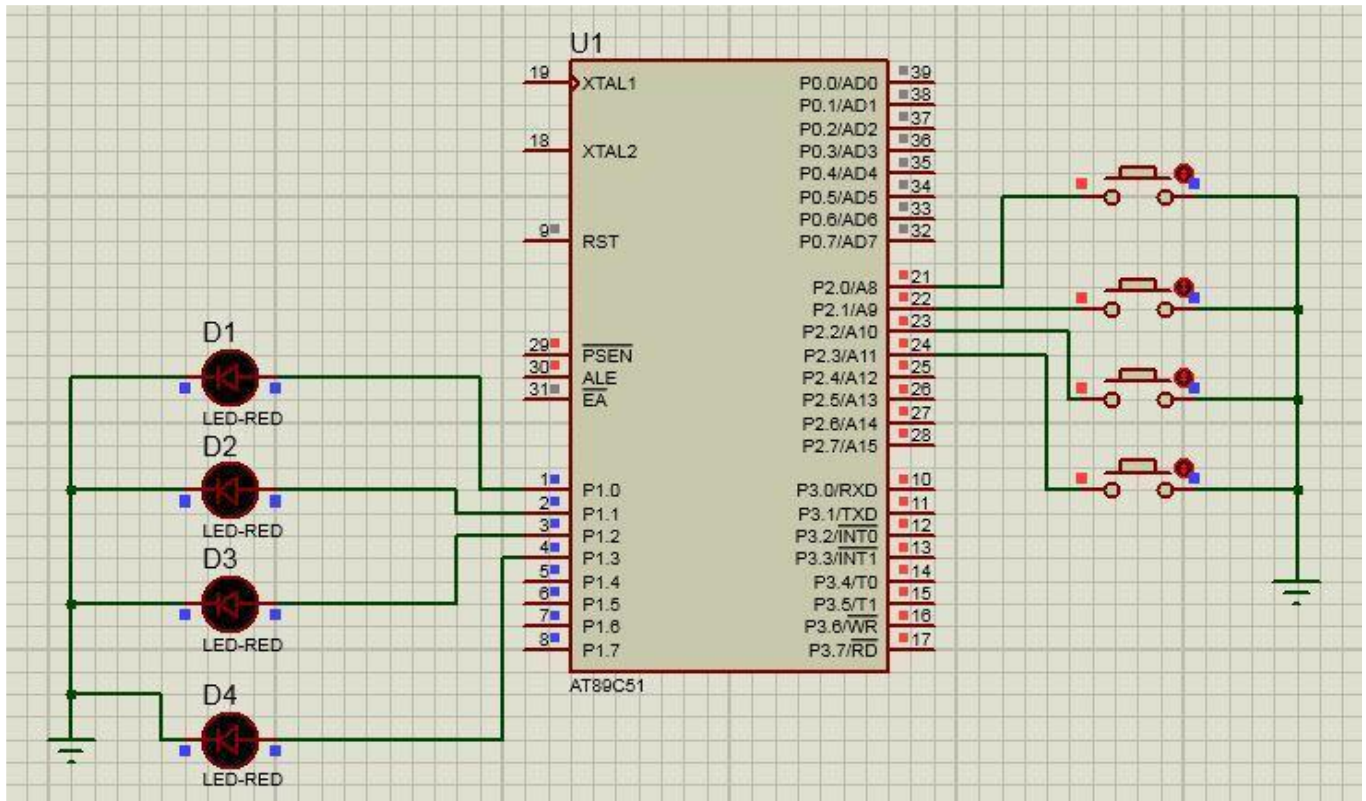 U1
19 XTAL1
18 XTAL2
9 RST
29 PSEN
30 ALE
31 EA
1 P1.0
2 P1.1
3 P1.2
4 P1.3
5 P1.4
6 P1.5
7 P1.6
8 P1.7
P0.0/AD0 39
P0.1/AD1 38
P0.2/AD2 37
P0.3/AD3 36
P0.4/AD4 35
P0.5/AD5 34
P0.6/AD6 33
P0.7/AD7 32
P2.0/A8 21
P2.1/A9 22
P2.2/A10 23
P2.3/A11 24
P2.4/A12 25
P2.5/A13 26
P2.6/A14 27
P2.7/A15 28
P3.0/RXD 10
P3.1/TXD 11
P3.2/INT0 12
P3.3/INT1 13
P3.4/T0 14
P3.5/T1 15
P3.6/WR 16
P3.7/RD 17
AT89C51
D1
LED-RED
D2
LED-RED
D3
LED-RED
D4
LED-RED